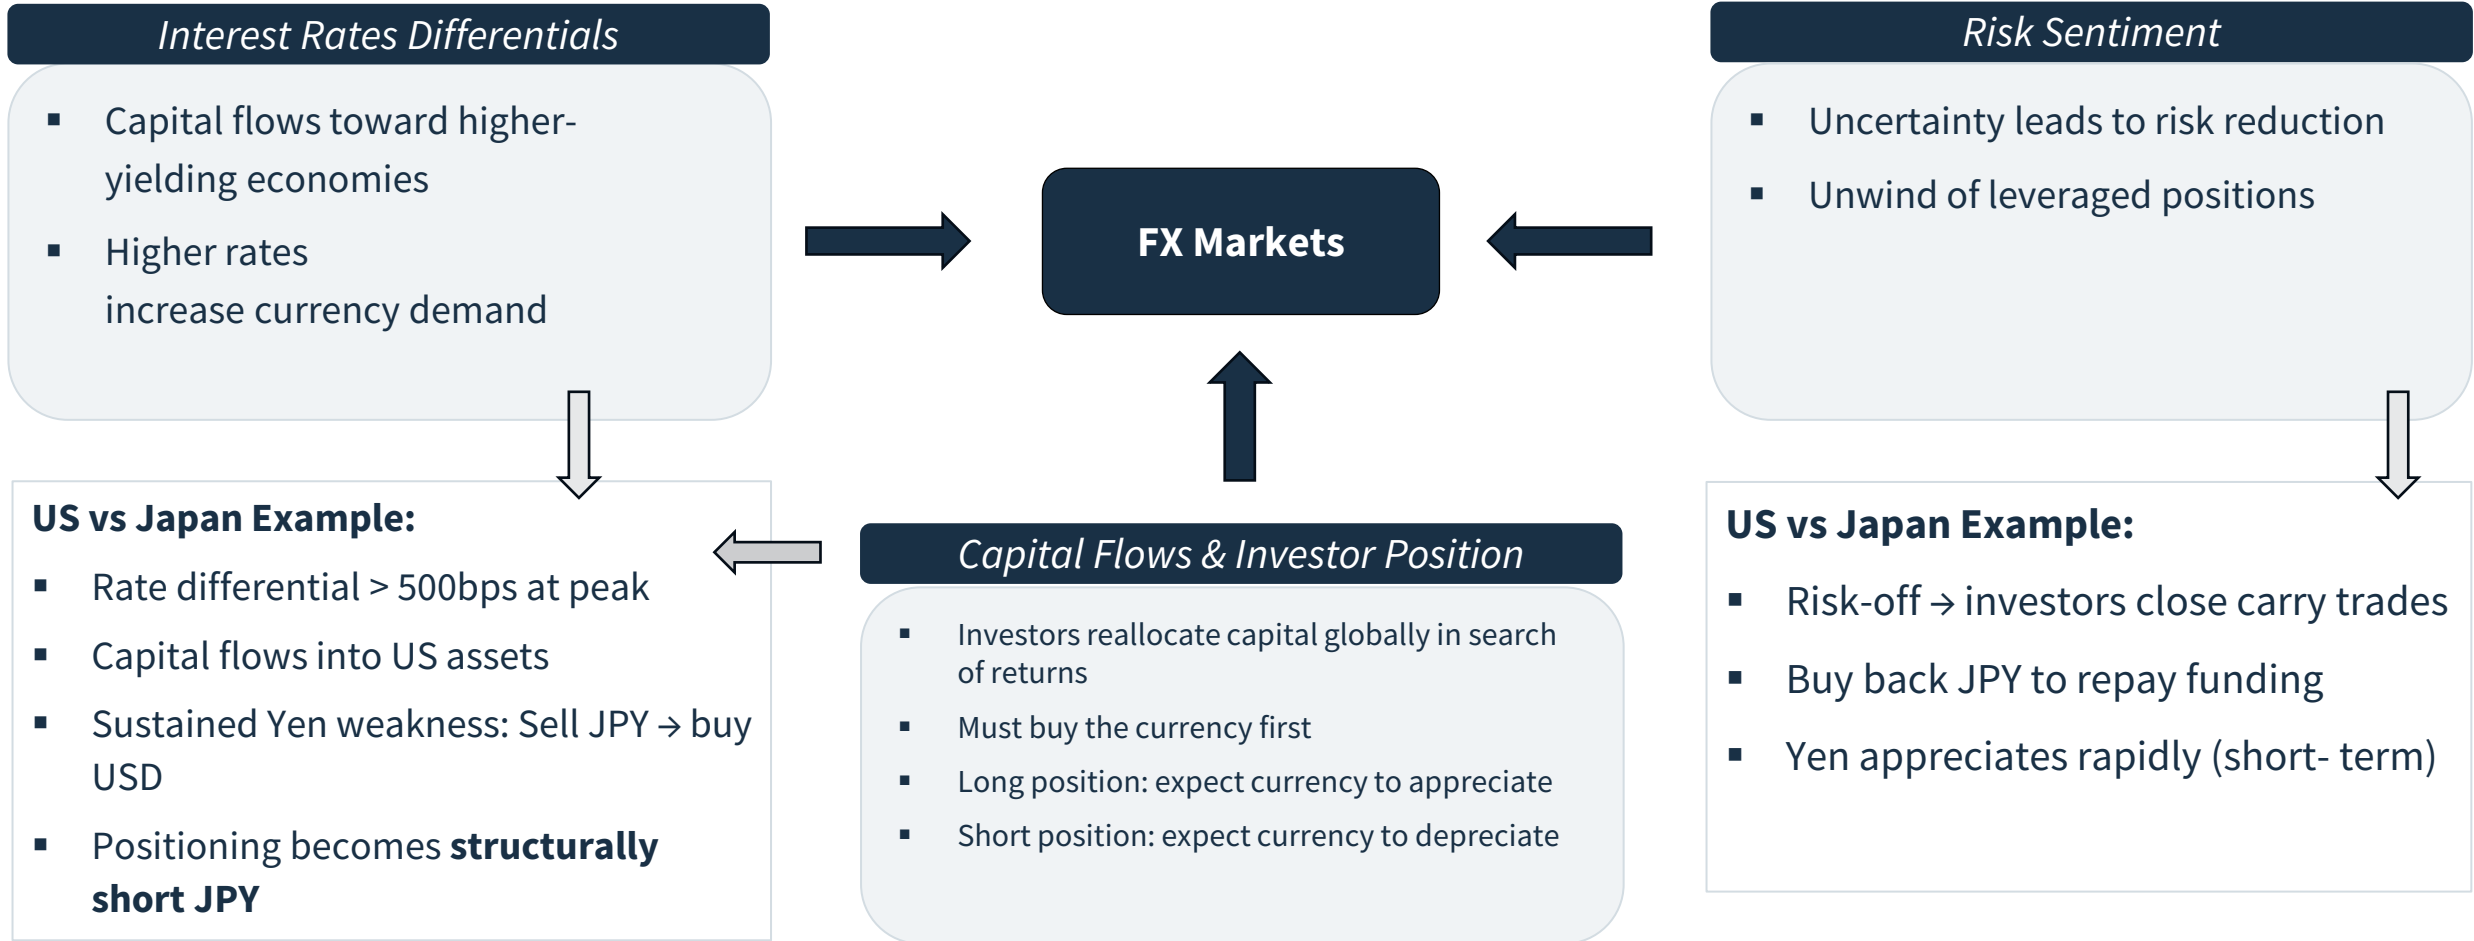 Interest Rates Differentials
▪ Capital flows toward higher-
yielding economies
▪ Higher rates
increase currency demand
Risk Sentiment
▪ Uncertainty leads to risk reduction
▪ Unwind of leveraged positions
FX Markets
US vs Japan Example:
▪ Rate differential > 500bps at peak
▪ Capital flows into US assets
▪ Sustained Yen weakness: Sell JPY → buy
USD
▪ Positioning becomes structurally
short JPY
Capital Flows & Investor Position
▪ Investors reallocate capital globally in search
of returns
▪ Must buy the currency first
▪ Long position: expect currency to appreciate
▪ Short position: expect currency to depreciate
US vs Japan Example:
▪ Risk-off → investors close carry trades
▪ Buy back JPY to repay funding
▪ Yen appreciates rapidly (short- term)